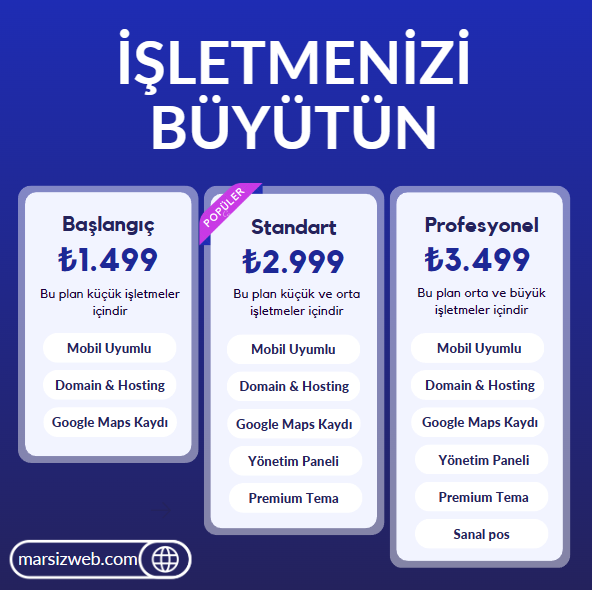 İŞLETMENİZİ
BÜYÜTÜN
Başlangıç
₺1.499
Bu plan küçük işletmeler
içindir
Mobil Uyumlu
Domain & Hosting
Google Maps Kaydı
POPÜLER
Standart
₺2.999
Bu plan küçük ve orta
işletmeler içindir
Mobil Uyumlu
Domain & Hosting
Google Maps Kaydı
Yönetim Paneli
Premium Tema
Profesyonel
₺3.499
Bu plan orta ve büyük
işletmeler içindir
Mobil Uyumlu
Domain & Hosting
Google Maps Kaydı
Yönetim Paneli
Premium Tema
Sanal pos
marsizweb.com